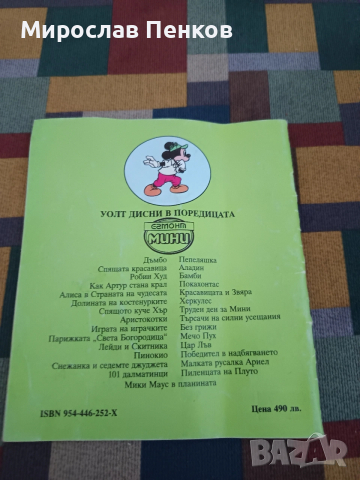 Мирослав Пенков
УОЛТ ДИСНИ В ПОРЕДИЦАТА
егмонт
МИНИ
Дъмбо Пепеляшка
Спящата красавица Аладин
Робин Худ Бамби
Как Артур стана крал Покахонтас
Алиса в Страната на чудесата Красавицата и Звяра
Долината на костенурките Херкулес
Спящото куче Хър Труден ден за Мини
Аристокотки Търсачи на силни усещания
Играта на играчките Без грижи
Парижката „Света Богородица" Мечо Пух
Лейди и Скитника Цар Лъв
Пинокио Победител в надбягването
Снежанка и седемте джуджета Малката русалка Ариел
101 далматинци Пиленцата на Плуто
Мики Маус в планината
ISBN 954-446-252-X Цена 490 лв.
BAZAR